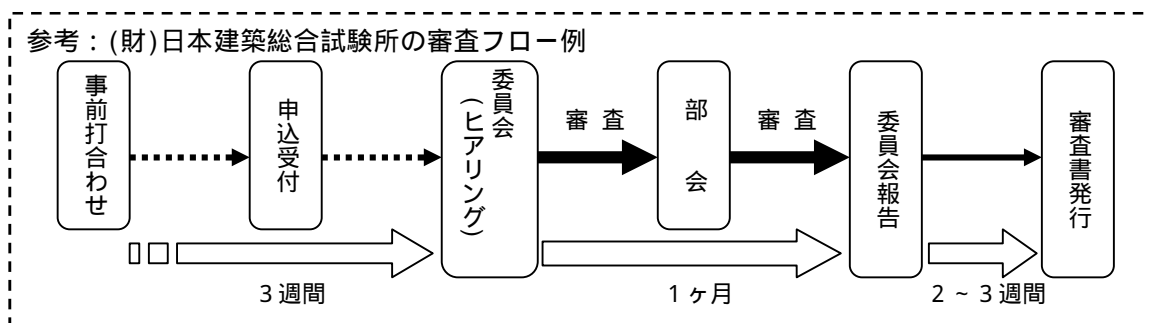 参考：(財)日本建築総合試験所の審査フロー例
事前打合わせ
申込受付
委員会
(ヒアリング)
審 査
部 会
審 査
委員会報告
審査書発行
3週間
1ヶ月
2～3週間